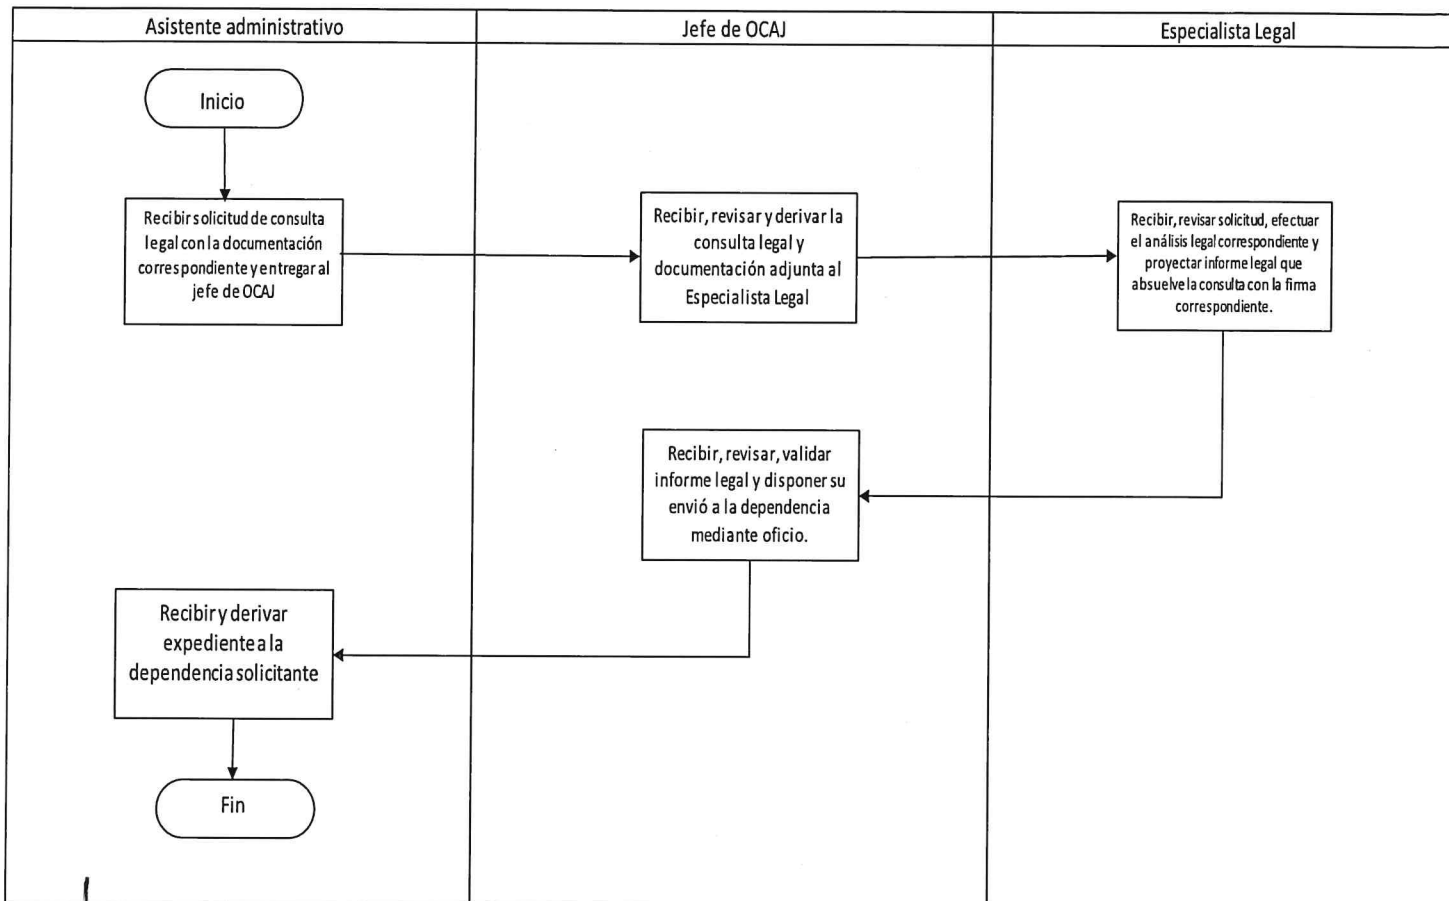 Asistente administrativo
Jefe de OCAJ
Especialista Legal
Inicio
Recibir solicitud de consulta
legal con la documentación
correspondiente y entregar al
jefe de OCAJ
Recibir, revisar y derivar la
consulta legal y
documentación adjunta al
Especialista Legal
Recibir, revisar solicitud, efectuar
el análisis legal correspondiente y
proyectar informe legal que
absuelve la consulta con la firma
correspondiente.
Recibir, revisar, validar
informe legal y disponer su
envió a la dependencia
mediante oficio.
Recibir y derivar
expediente a la
dependencia solicitante
Fin